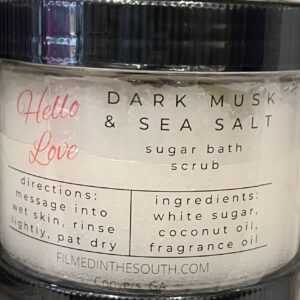 Hello
Love
DARK MUSK
& SEA SALT
sugar bath
scrub
directions:
message into
wet skin, rinse
lightly, pat dry
ingredients:
white sugar,
coconut oil,
fragrance oil
FILMEDINTHESOUTH.COM
Conyers, GA